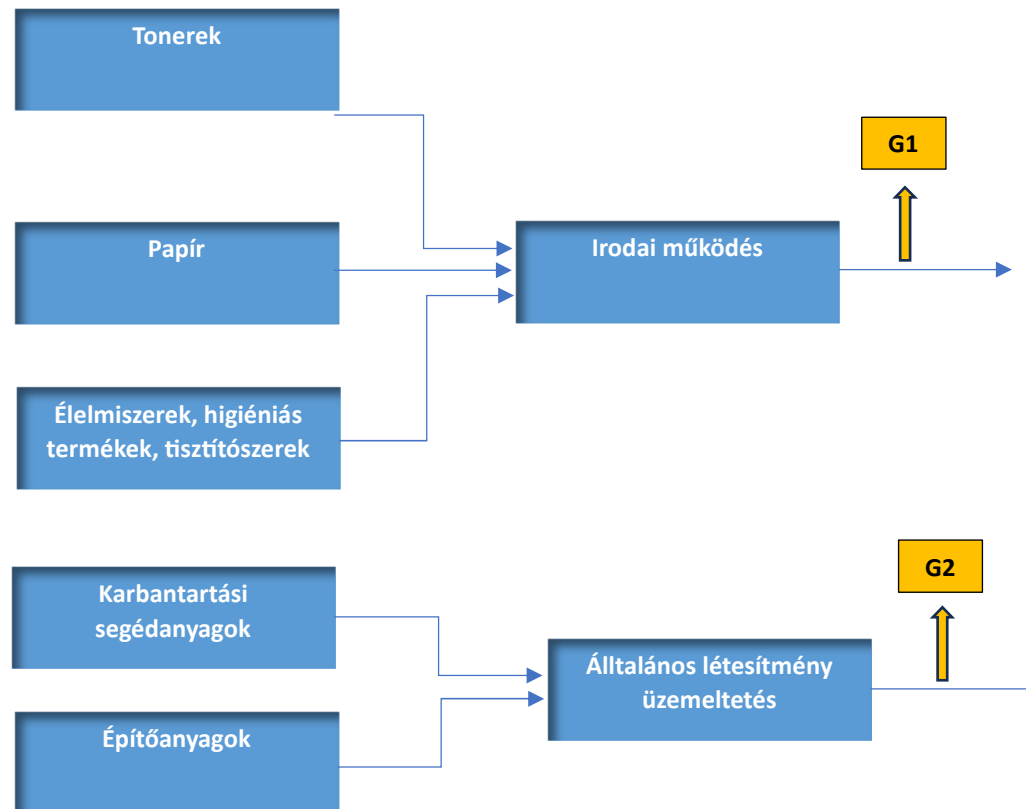 Tonerek
G1
Papír
Irodai működés
Élelmiszerek, higiéniás
termékek, tisztítószerek
G2
Karbantartási
segédanyagok
Álltalános létesítmény
üzemeltetés
Építőanyagok